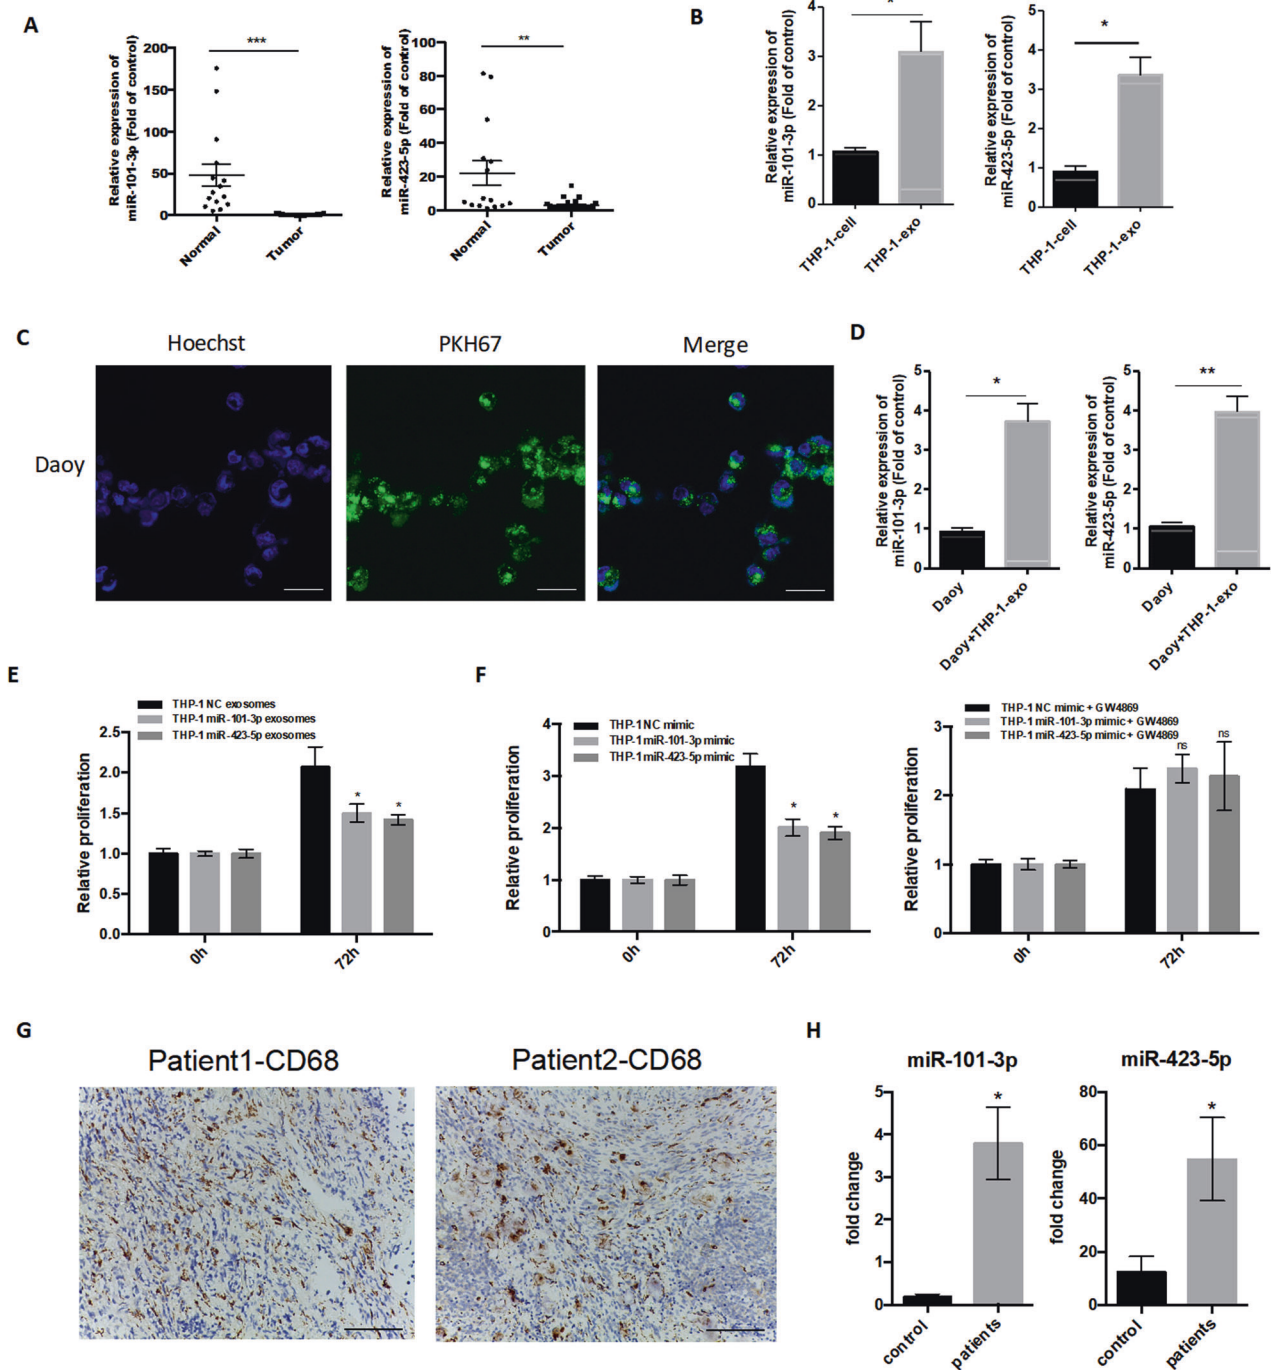 A
Relative expression of
miR-101-3p (Fold of control)
200
150
100
50
0
***
Normal
Tumor
Relative expression of
miR-423-5p (Fold of control)
100
80
60
40
20
0
**
Normal
Tumor
B
Relative expression of
miR-101-3p (Fold of control)
4
3
2
1
0
*
THP-1-cell
THP-1-exo
Relative expression of
miR-423-5p (Fold of control)
5
4
3
2
1
0
*
THP-1-cell
THP-1-exo
C
Hoechst
PKH67
Merge
Daoy
D
Relative expression of
miR-101-3p (Fold of control)
5
4
3
2
1
0
*
Daoy
Daoy+THP-1-exo
Relative expression of
miR-423-5p (Fold of control)
5
4
3
2
1
0
**
Daoy
Daoy+THP-1-exo
E
THP-1 NC exosomes
THP-1 miR-101-3p exosomes
THP-1 miR-423-5p exosomes
Relative proliferation
2.5
2.0
1.5
1.0
0.5
0.0
*
*
0h
72h
F
THP-1 NC mimic
THP-1 miR-101-3p mimic
THP-1 miR-423-5p mimic
Relative proliferation
4
3
2
1
0
*
*
0h
72h
THP-1 NC mimic + GW4869
THP-1 miR-101-3p mimic + GW4869
THP-1 miR-423-5p mimic + GW4869
Relative proliferation
3
2
1
0
ns
ns
0h
72h
G
Patient1-CD68
Patient2-CD68
H
miR-101-3p
fold change
5
4
3
2
1
0
*
control
patients
miR-423-5p
fold change
80
60
40
20
0
*
control
patients